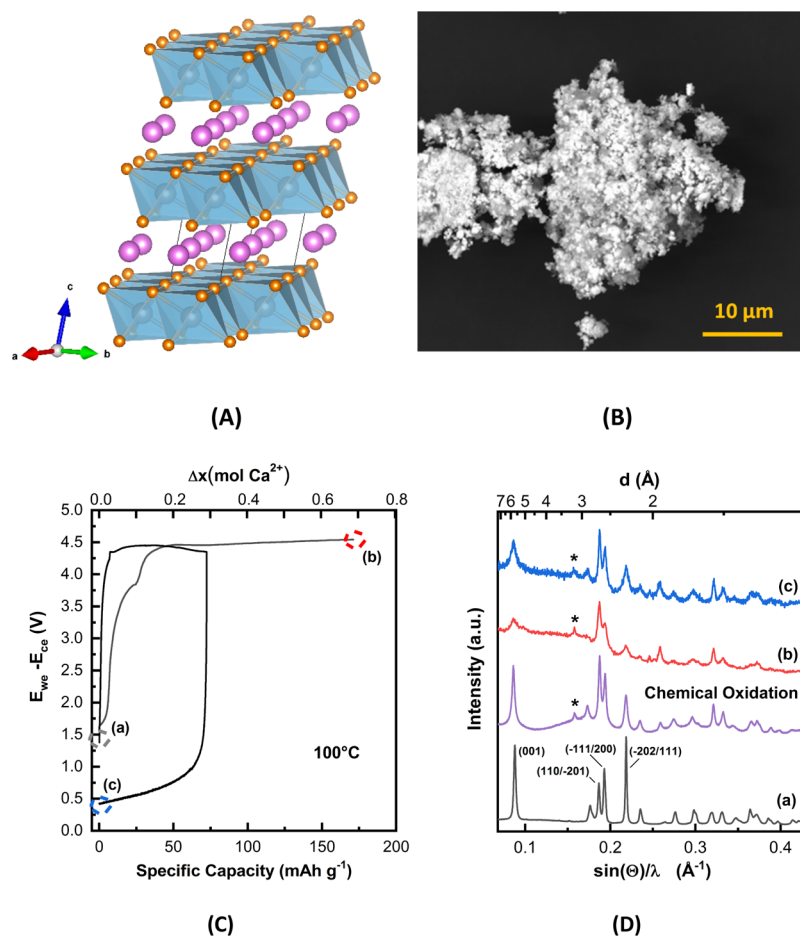 c
a
b
10 µm
(A)
(B)
Δx(mol Ca²⁺)
0.0 0.2 0.4 0.6 0.8
5.0
4.5
4.0
3.5
3.0
2.5
2.0
1.5
1.0
0.5
0.0
E_we -E_ce (V)
(b)
(a)
(c)
100°C
0 50 100 150 200
Specific Capacity (mAh g⁻¹)
(C)
d (Å)
7 6 5 4 3 2
Intensity (a.u.)
*
(c)
*
(b)
Chemical Oxidation
*
(001)
(-111/200)
(-202/111)
(110/-201)
(a)
0.1 0.2 0.3 0.4
sin(Θ)/λ (Å⁻¹)
(D)